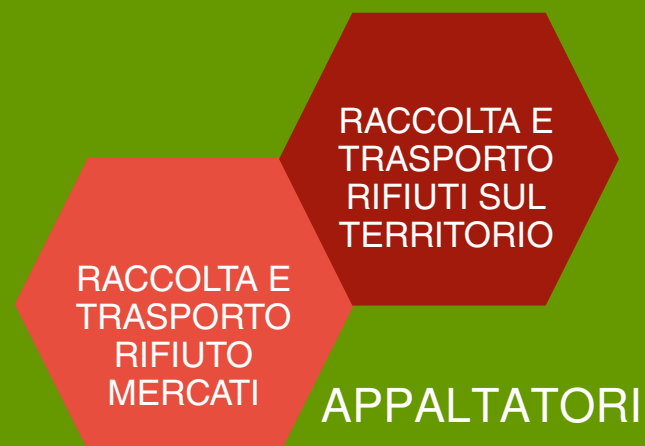 RACCOLTA E
TRASPORTO
RIFIUTI SUL
TERRITORIO
RACCOLTA E
TRASPORTO
RIFIUTO
MERCATI
APPALTATORI